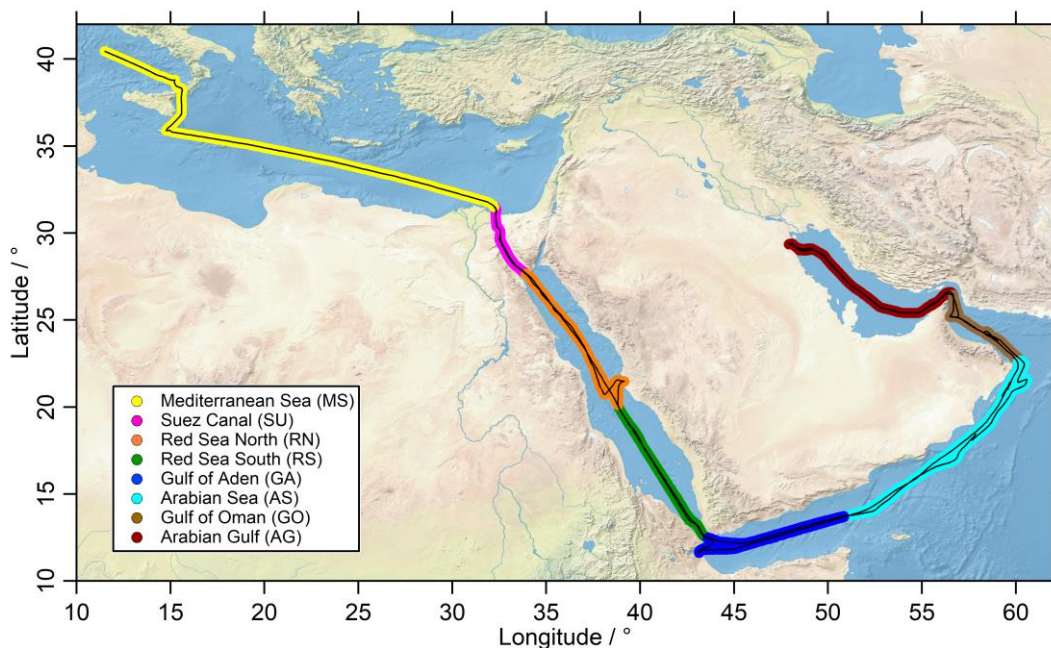 Latitude / °
40
35
30
25
20
15
10
Mediterranean Sea (MS)
Suez Canal (SU)
Red Sea North (RN)
Red Sea South (RS)
Gulf of Aden (GA)
Arabian Sea (AS)
Gulf of Oman (GO)
Arabian Gulf (AG)
10 15 20 25 30 35 40 45 50 55 60
Longitude / °